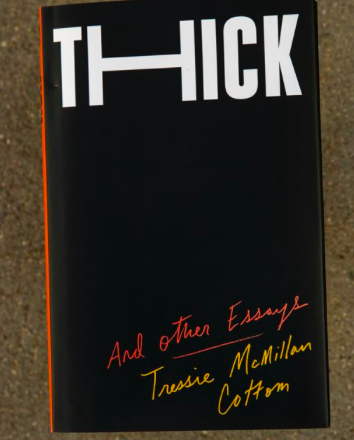 THICK
And other Essays
Tressie McMillan
Cottom